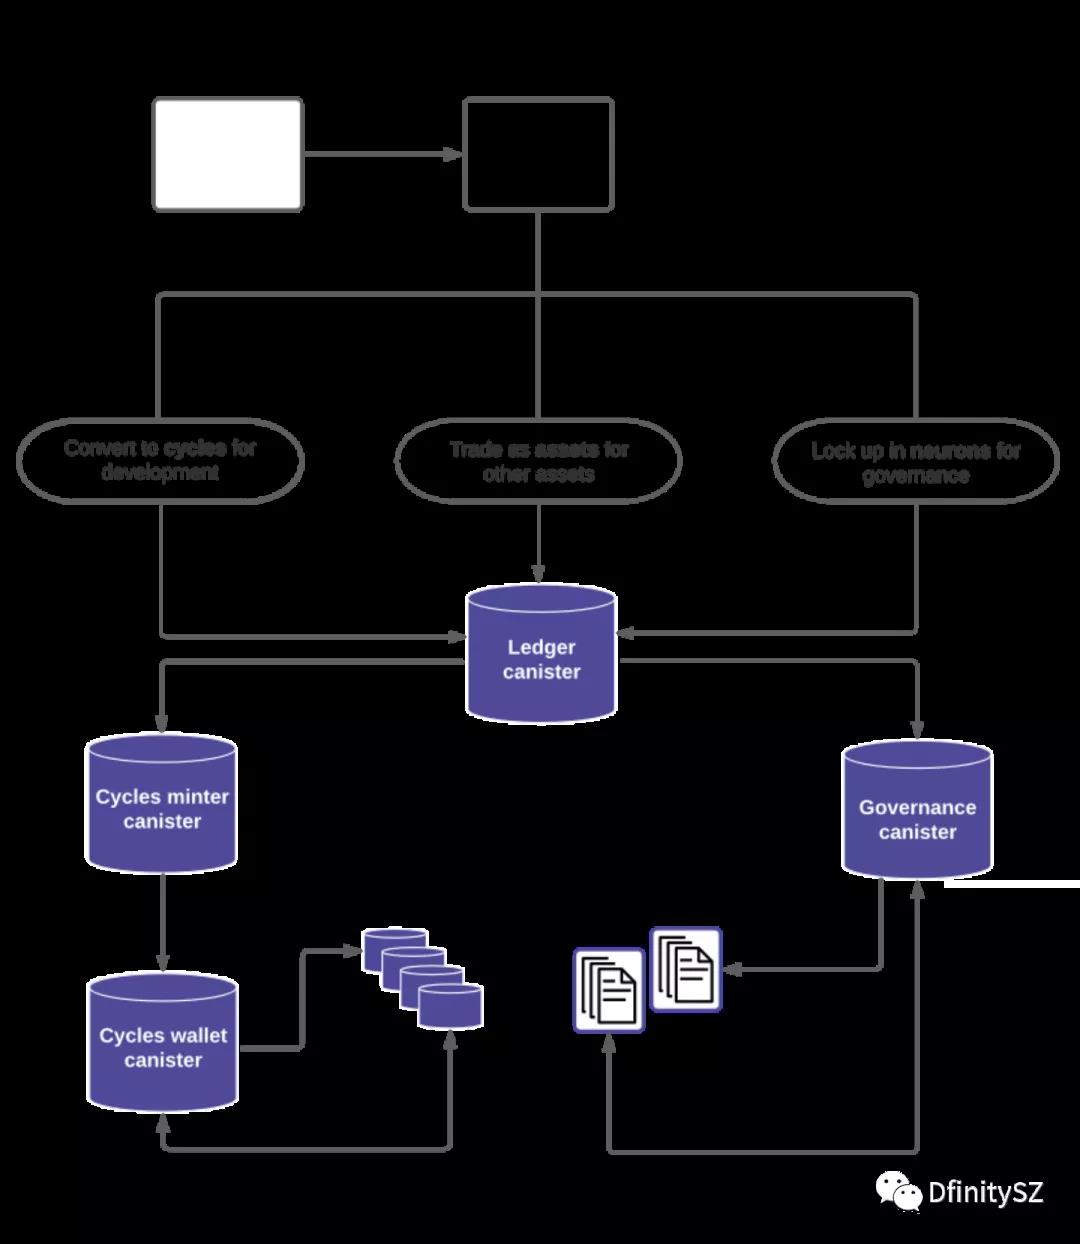 Convert to cycles for
development
Trade as assets for
other assets
Lock up in neurons for
governance
Ledger
canister
Cycles minter
canister
Governance
canister
Cycles wallet
canister
DfinitySZ